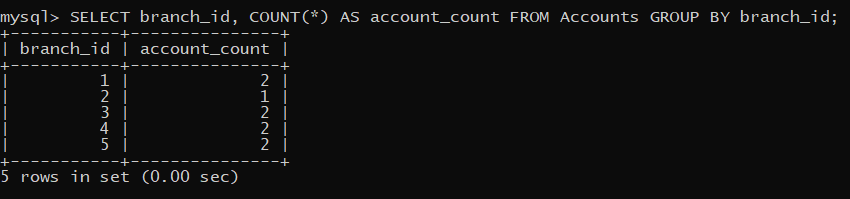 mysql> SELECT branch_id, COUNT(*) AS account_count FROM Accounts GROUP BY branch_id;
+-----------+---------------+
| branch_id | account_count |
+-----------+---------------+
|         1 |             2 |
|         2 |             1 |
|         3 |             2 |
|         4 |             2 |
|         5 |             2 |
+-----------+---------------+
5 rows in set (0.00 sec)